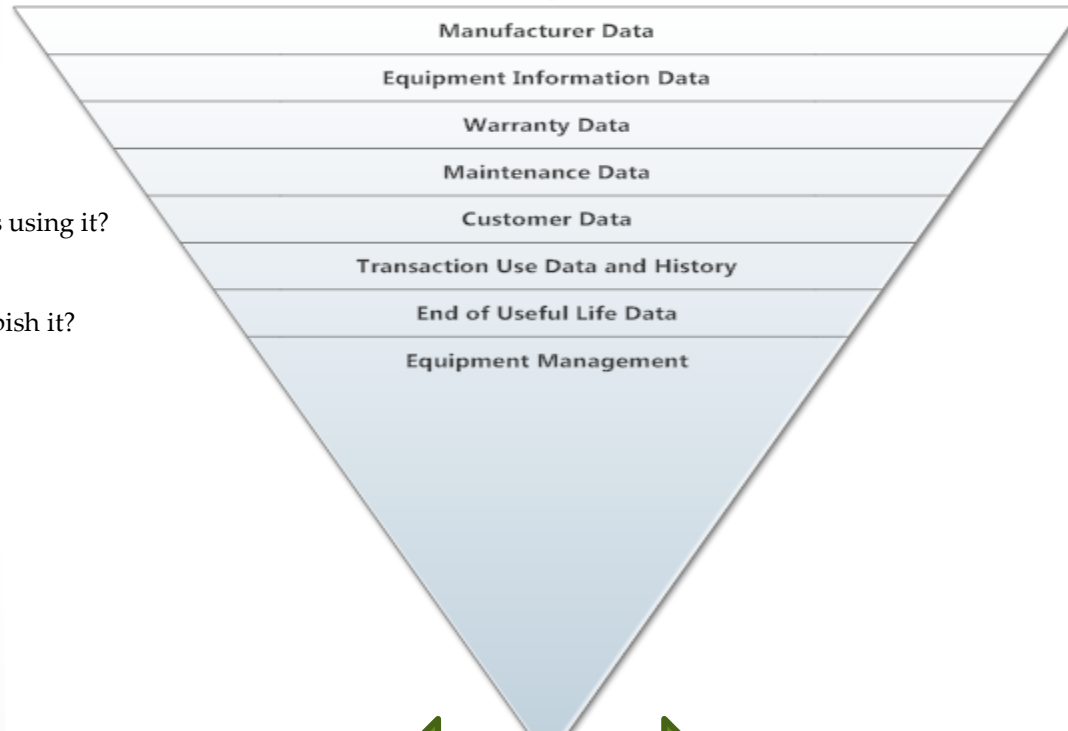 Manufacturer Data
Equipment Information Data
Warranty Data
Maintenance Data
Customer Data
using it?
Transaction Use Data and History
End of Useful Life Data
it?
Equipment Management